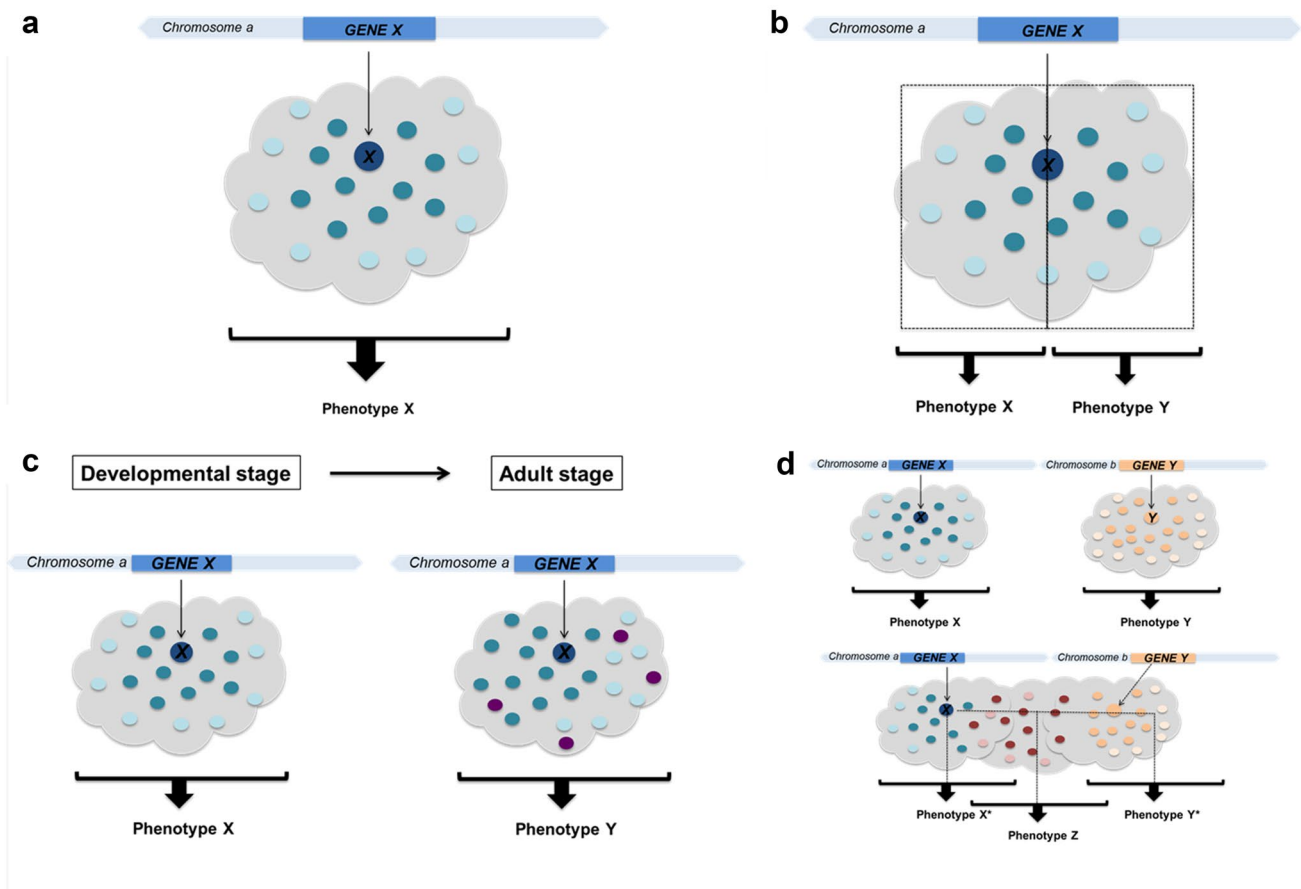 a
Chromosome a
GENE X
X
Phenotype X
b
Chromosome a
GENE X
X
Phenotype X
Phenotype Y
c
Developmental stage
Adult stage
Chromosome a
GENE X
X
Phenotype X
Chromosome a
GENE X
X
Phenotype Y
d
Chromosome a
GENE X
X
Phenotype X
Chromosome b
GENE Y
Y
Phenotype Y
Chromosome a
GENE X
Chromosome b
GENE Y
X
Phenotype X*
Phenotype Z
Phenotype Y*